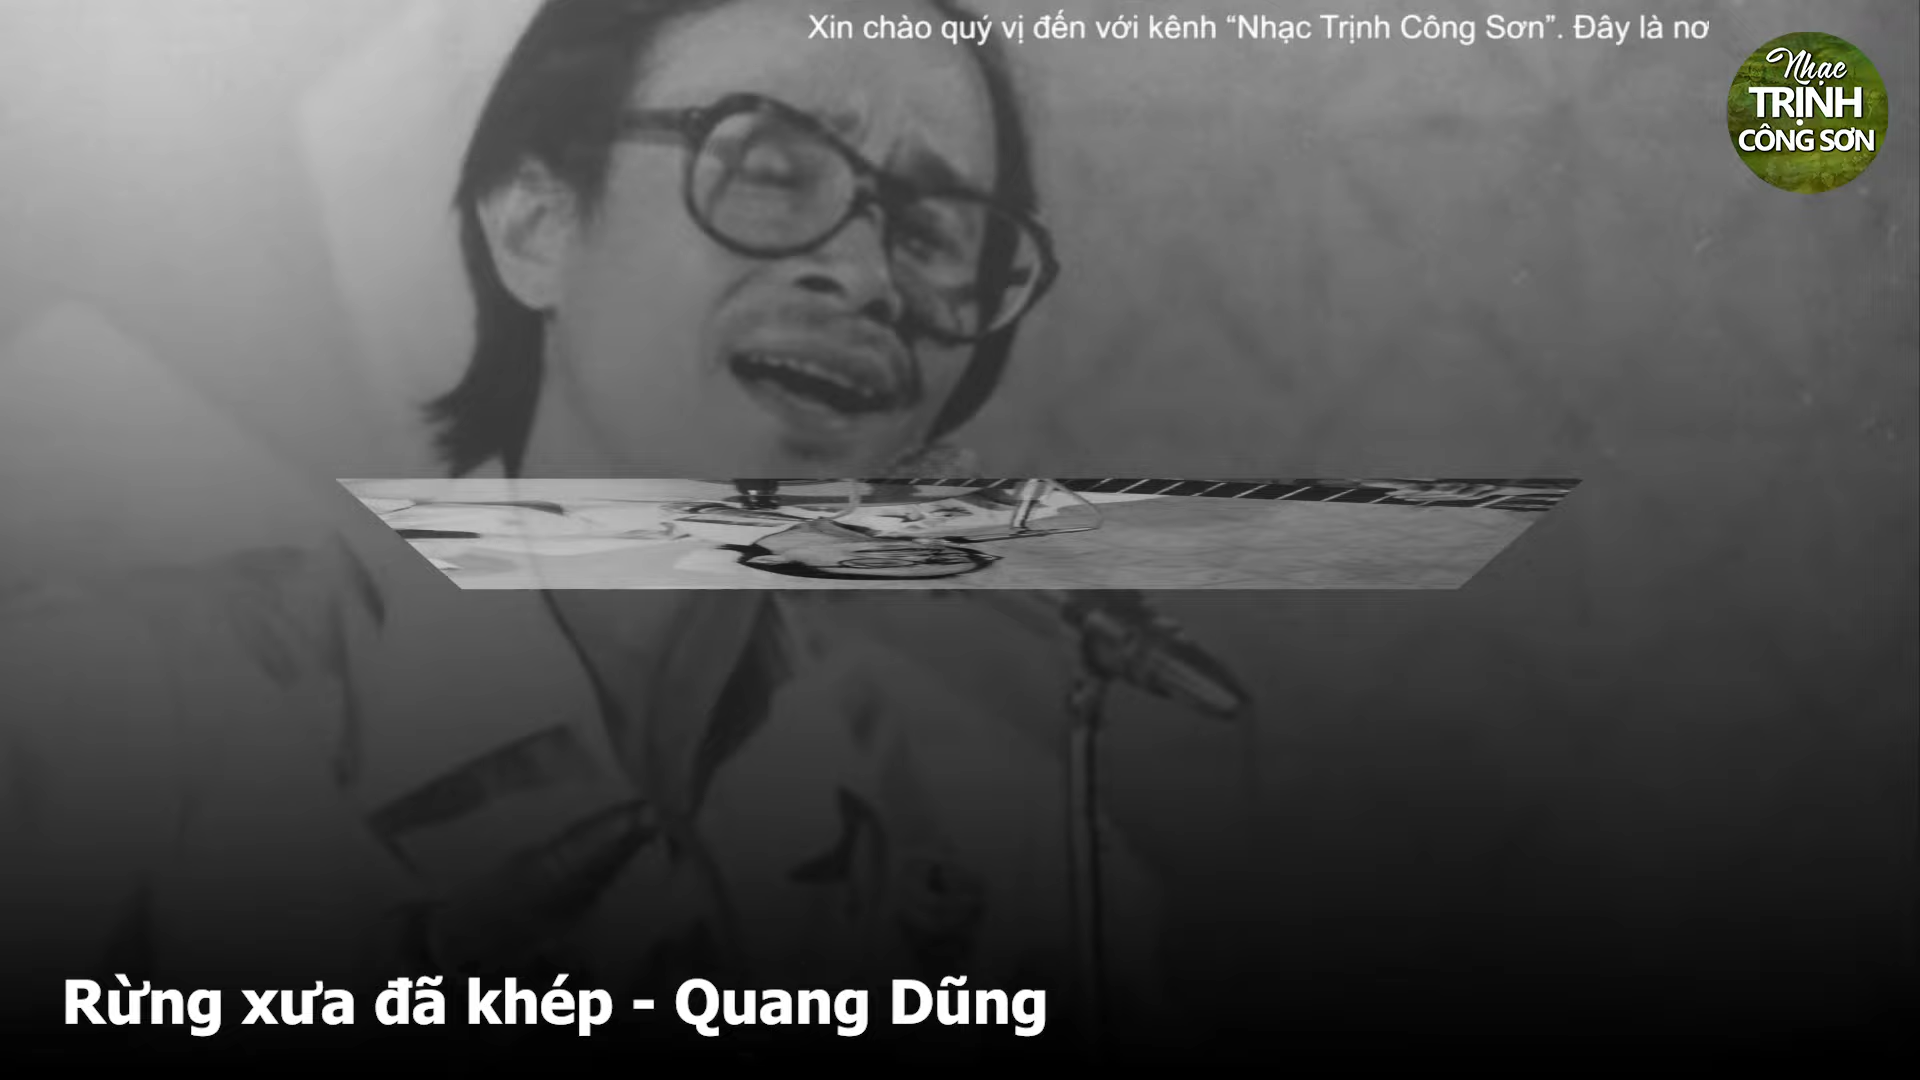 Xin chào quý vị đến với kênh “Nhạc Trịnh Công Sơn”. Đây là nơ
Nhạc
TRỊNH
CÔNG SƠN
Rừng xưa đã khép - Quang Dũng